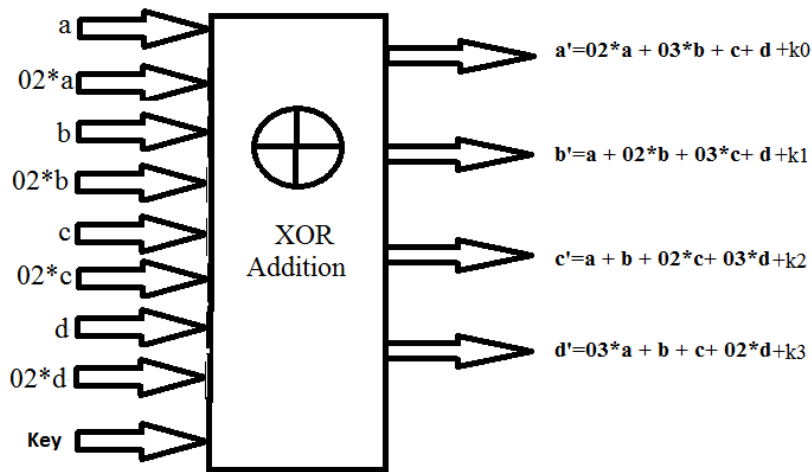 a
02*a
b
02*b
c
02*c
d
02*d
Key
XOR
Addition
a'=02*a + 03*b + c+ d +k0
b'=a + 02*b + 03*c+ d +k1
c'=a + b + 02*c+ 03*d+k2
d'=03*a + b + c+ 02*d+k3